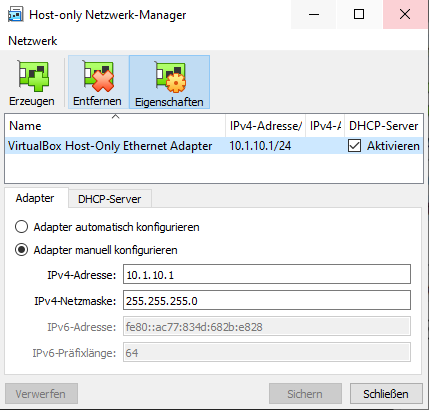 Host-only Netzwerk-Manager
Netzwerk
Erzeugen Entfernen Eigenschaften
Name IPv4-Adresse/ IPv4-A DHCP-Server
VirtualBox Host-Only Ethernet Adapter 10.1.10.1/24 Aktivieren
Adapter DHCP-Server
Adapter automatisch konfigurieren
Adapter manuell konfigurieren
IPv4-Adresse: 10.1.10.1
IPv4-Netzmaske: 255.255.255.0
IPv6-Adresse: fe80::ac77:834d:682b:e828
IPv6-Präfixlänge: 64
Verwerfen Sichern Schließen